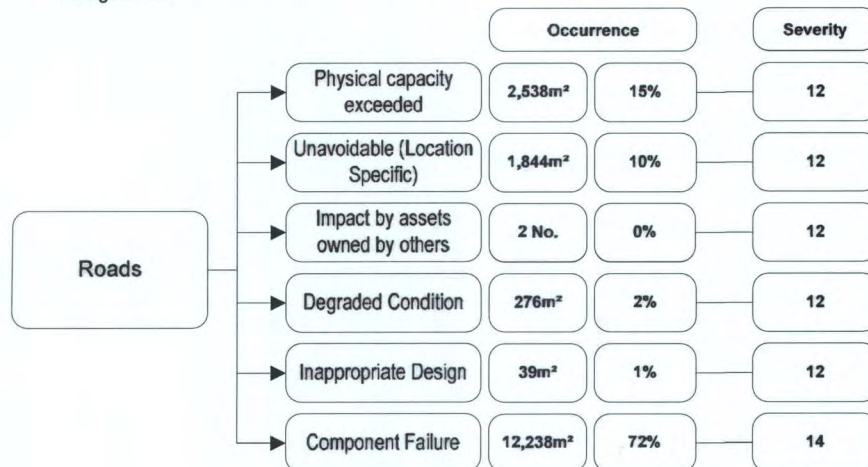 Occurrence
Severity
Physical capacity
exceeded
2,538m²
15%
12
Unavoidable (Location
Specific)
1,844m²
10%
12
Impact by assets
owned by others
2 No.
0%
12
Roads
Degraded Condition
276m²
2%
12
Inappropriate Design
39m²
1%
12
Component Failure
12,238m²
72%
14